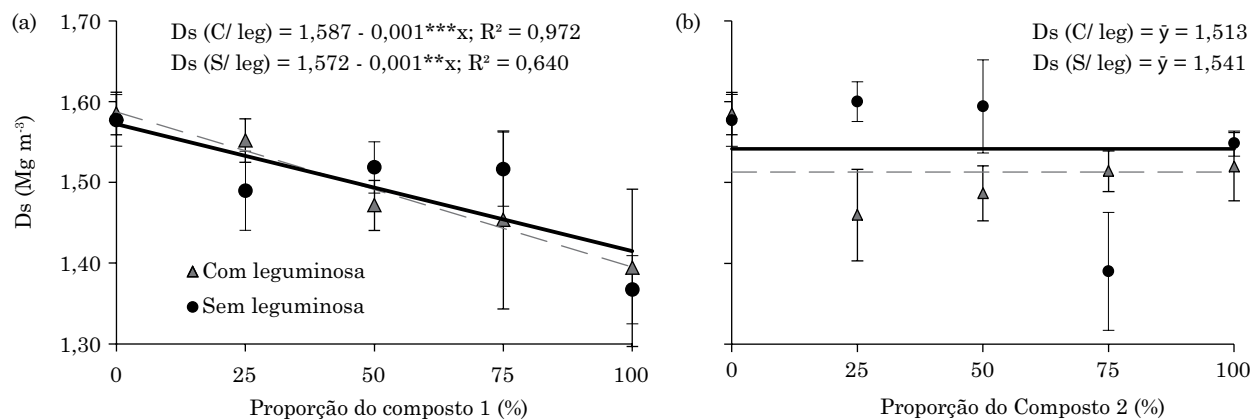 (a)
Ds (C/ leg) = 1,587 - 0,001***x; R² = 0,972
Ds (S/ leg) = 1,572 - 0,001**x; R² = 0,640
1,70
1,60
1,50
1,40
1,30
Ds (Mg m⁻³)
Com leguminosa
Sem leguminosa
0 25 50 75 100
Proporção do composto 1 (%)
(b)
Ds (C/ leg) = ȳ = 1,513
Ds (S/ leg) = ȳ = 1,541
0 25 50 75 100
Proporção do Composto 2 (%)